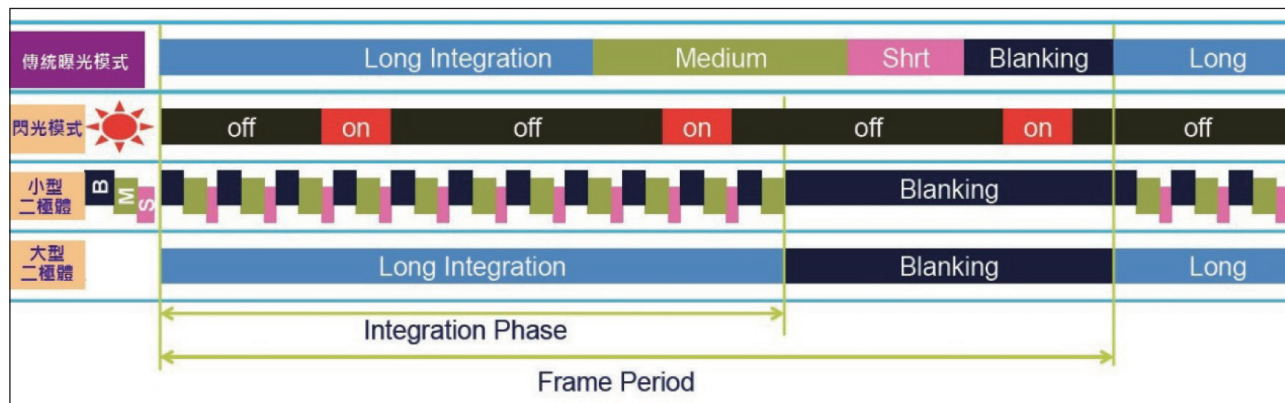 傳統曝光模式 Long Integration Medium Shrt Blanking Long
閃光模式 off on off on off on off
小型
二極體
B M S Blanking
大型
二極體
Long Integration Blanking Long
Integration Phase
Frame Period